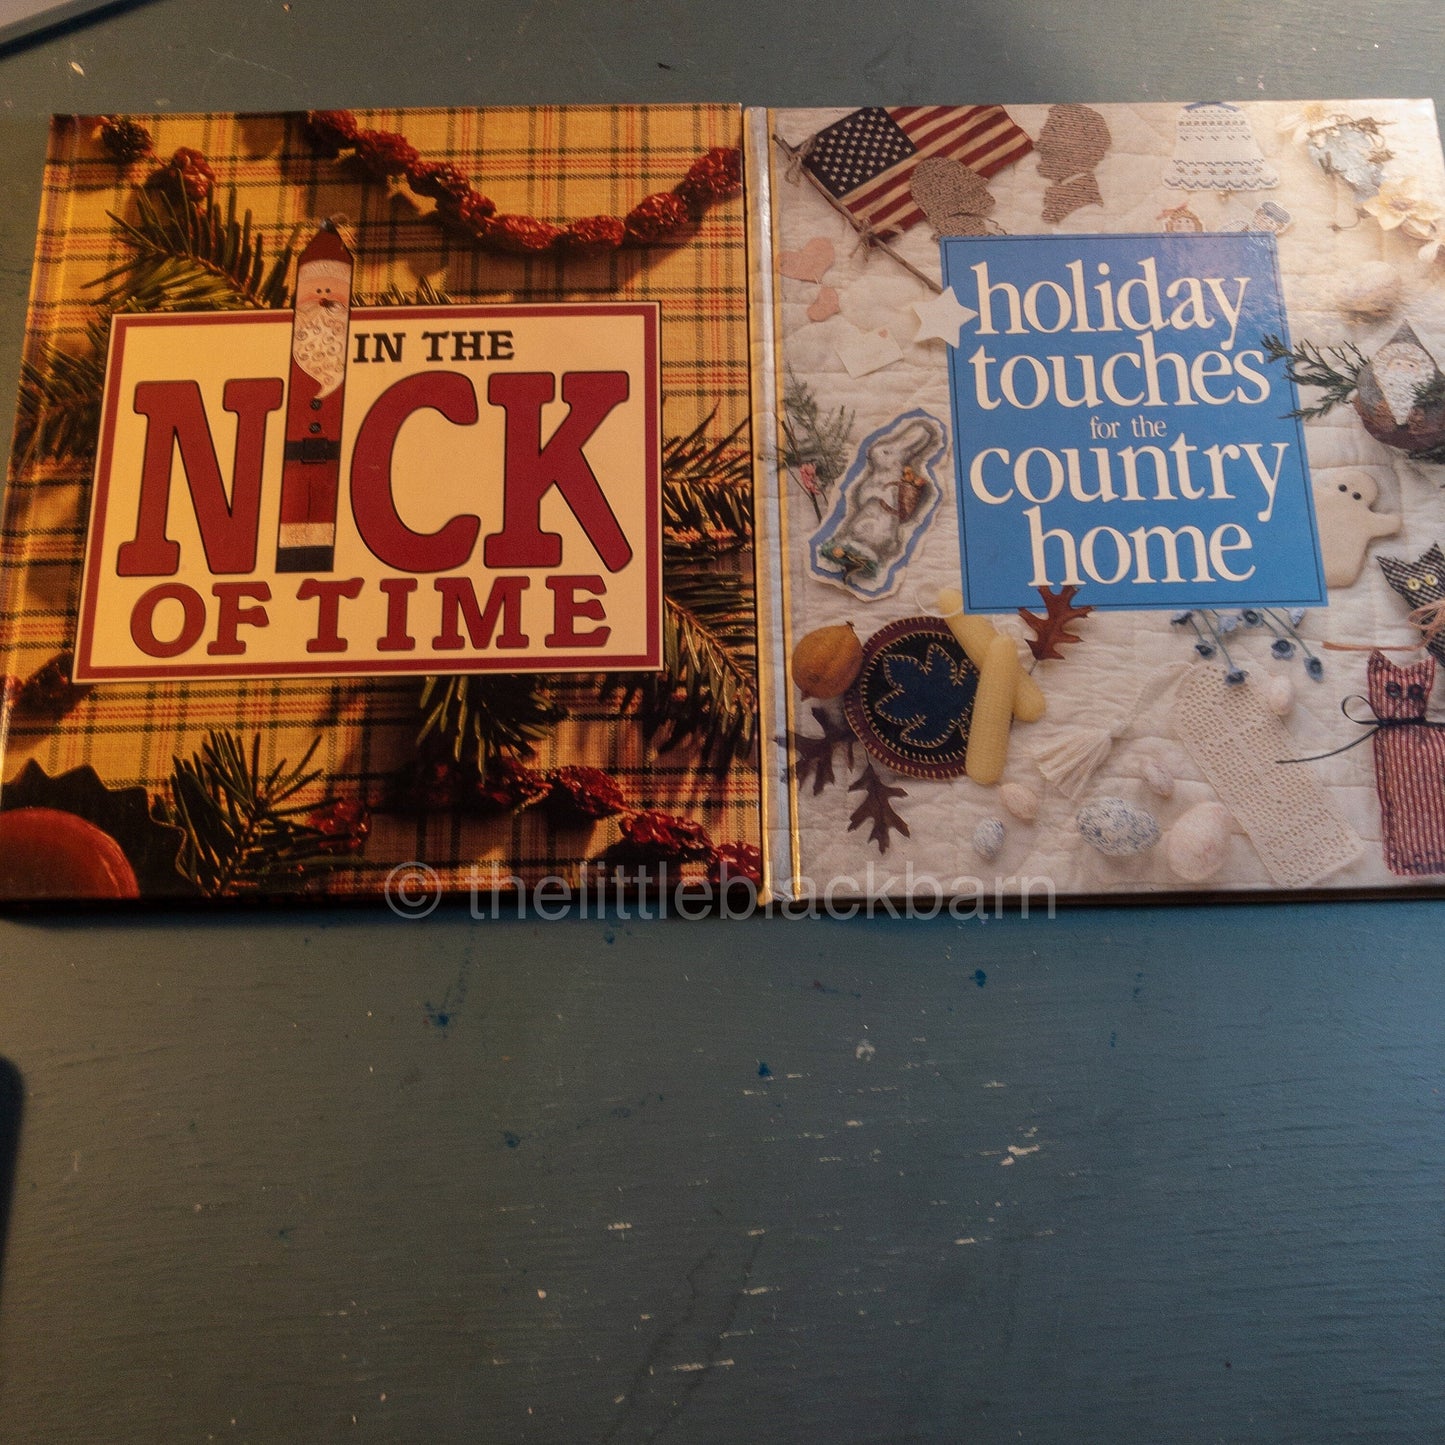 IN THE
NICK
OF TIME
holiday
touches
for the
country
home
© thelittleblackbarn